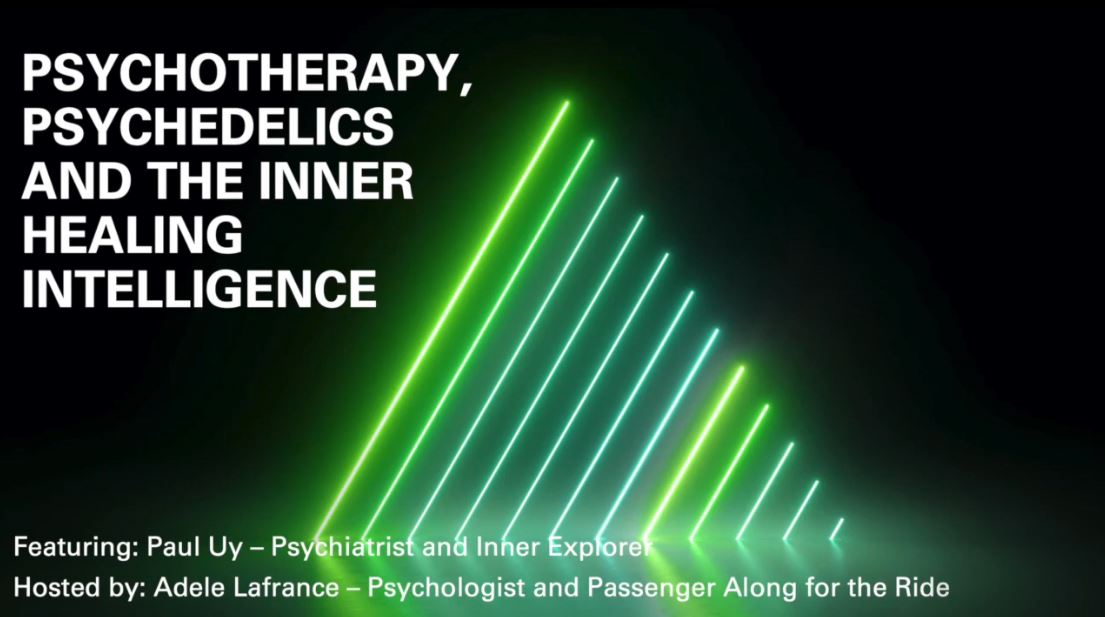 PSYCHOTHERAPY,
PSYCHEDELICS
AND THE INNER
HEALING
INTELLIGENCE
Featuring: Paul Uy – Psychiatrist and Inner Explorer
Hosted by: Adele Lafrance – Psychologist and Passenger Along for the Ride